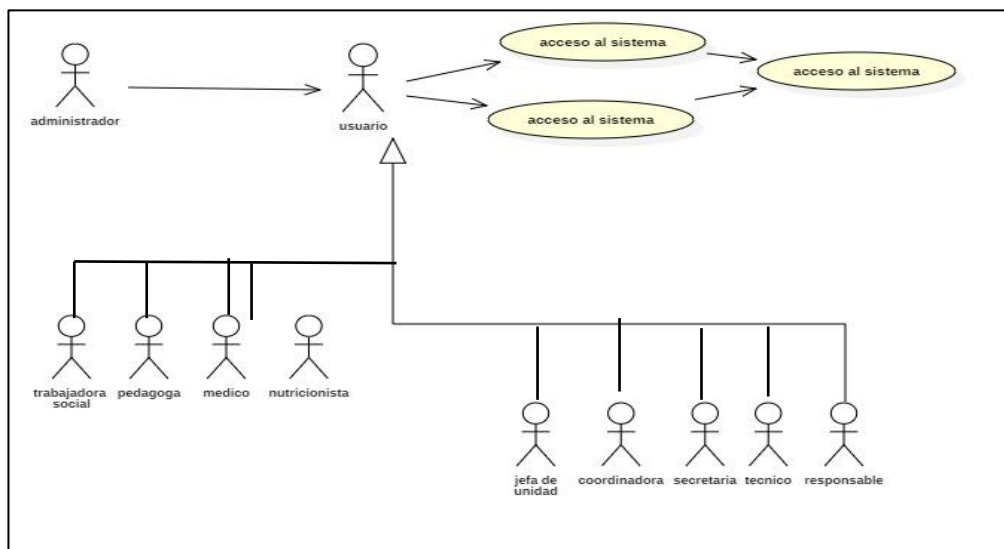 acceso al sistema
acceso al sistema
acceso al sistema
administrador
usuario
trabajadora
social
pedagoga
medico
nutricionista
jefa de
unidad
coordinadora
secretaria
tecnico
responsable